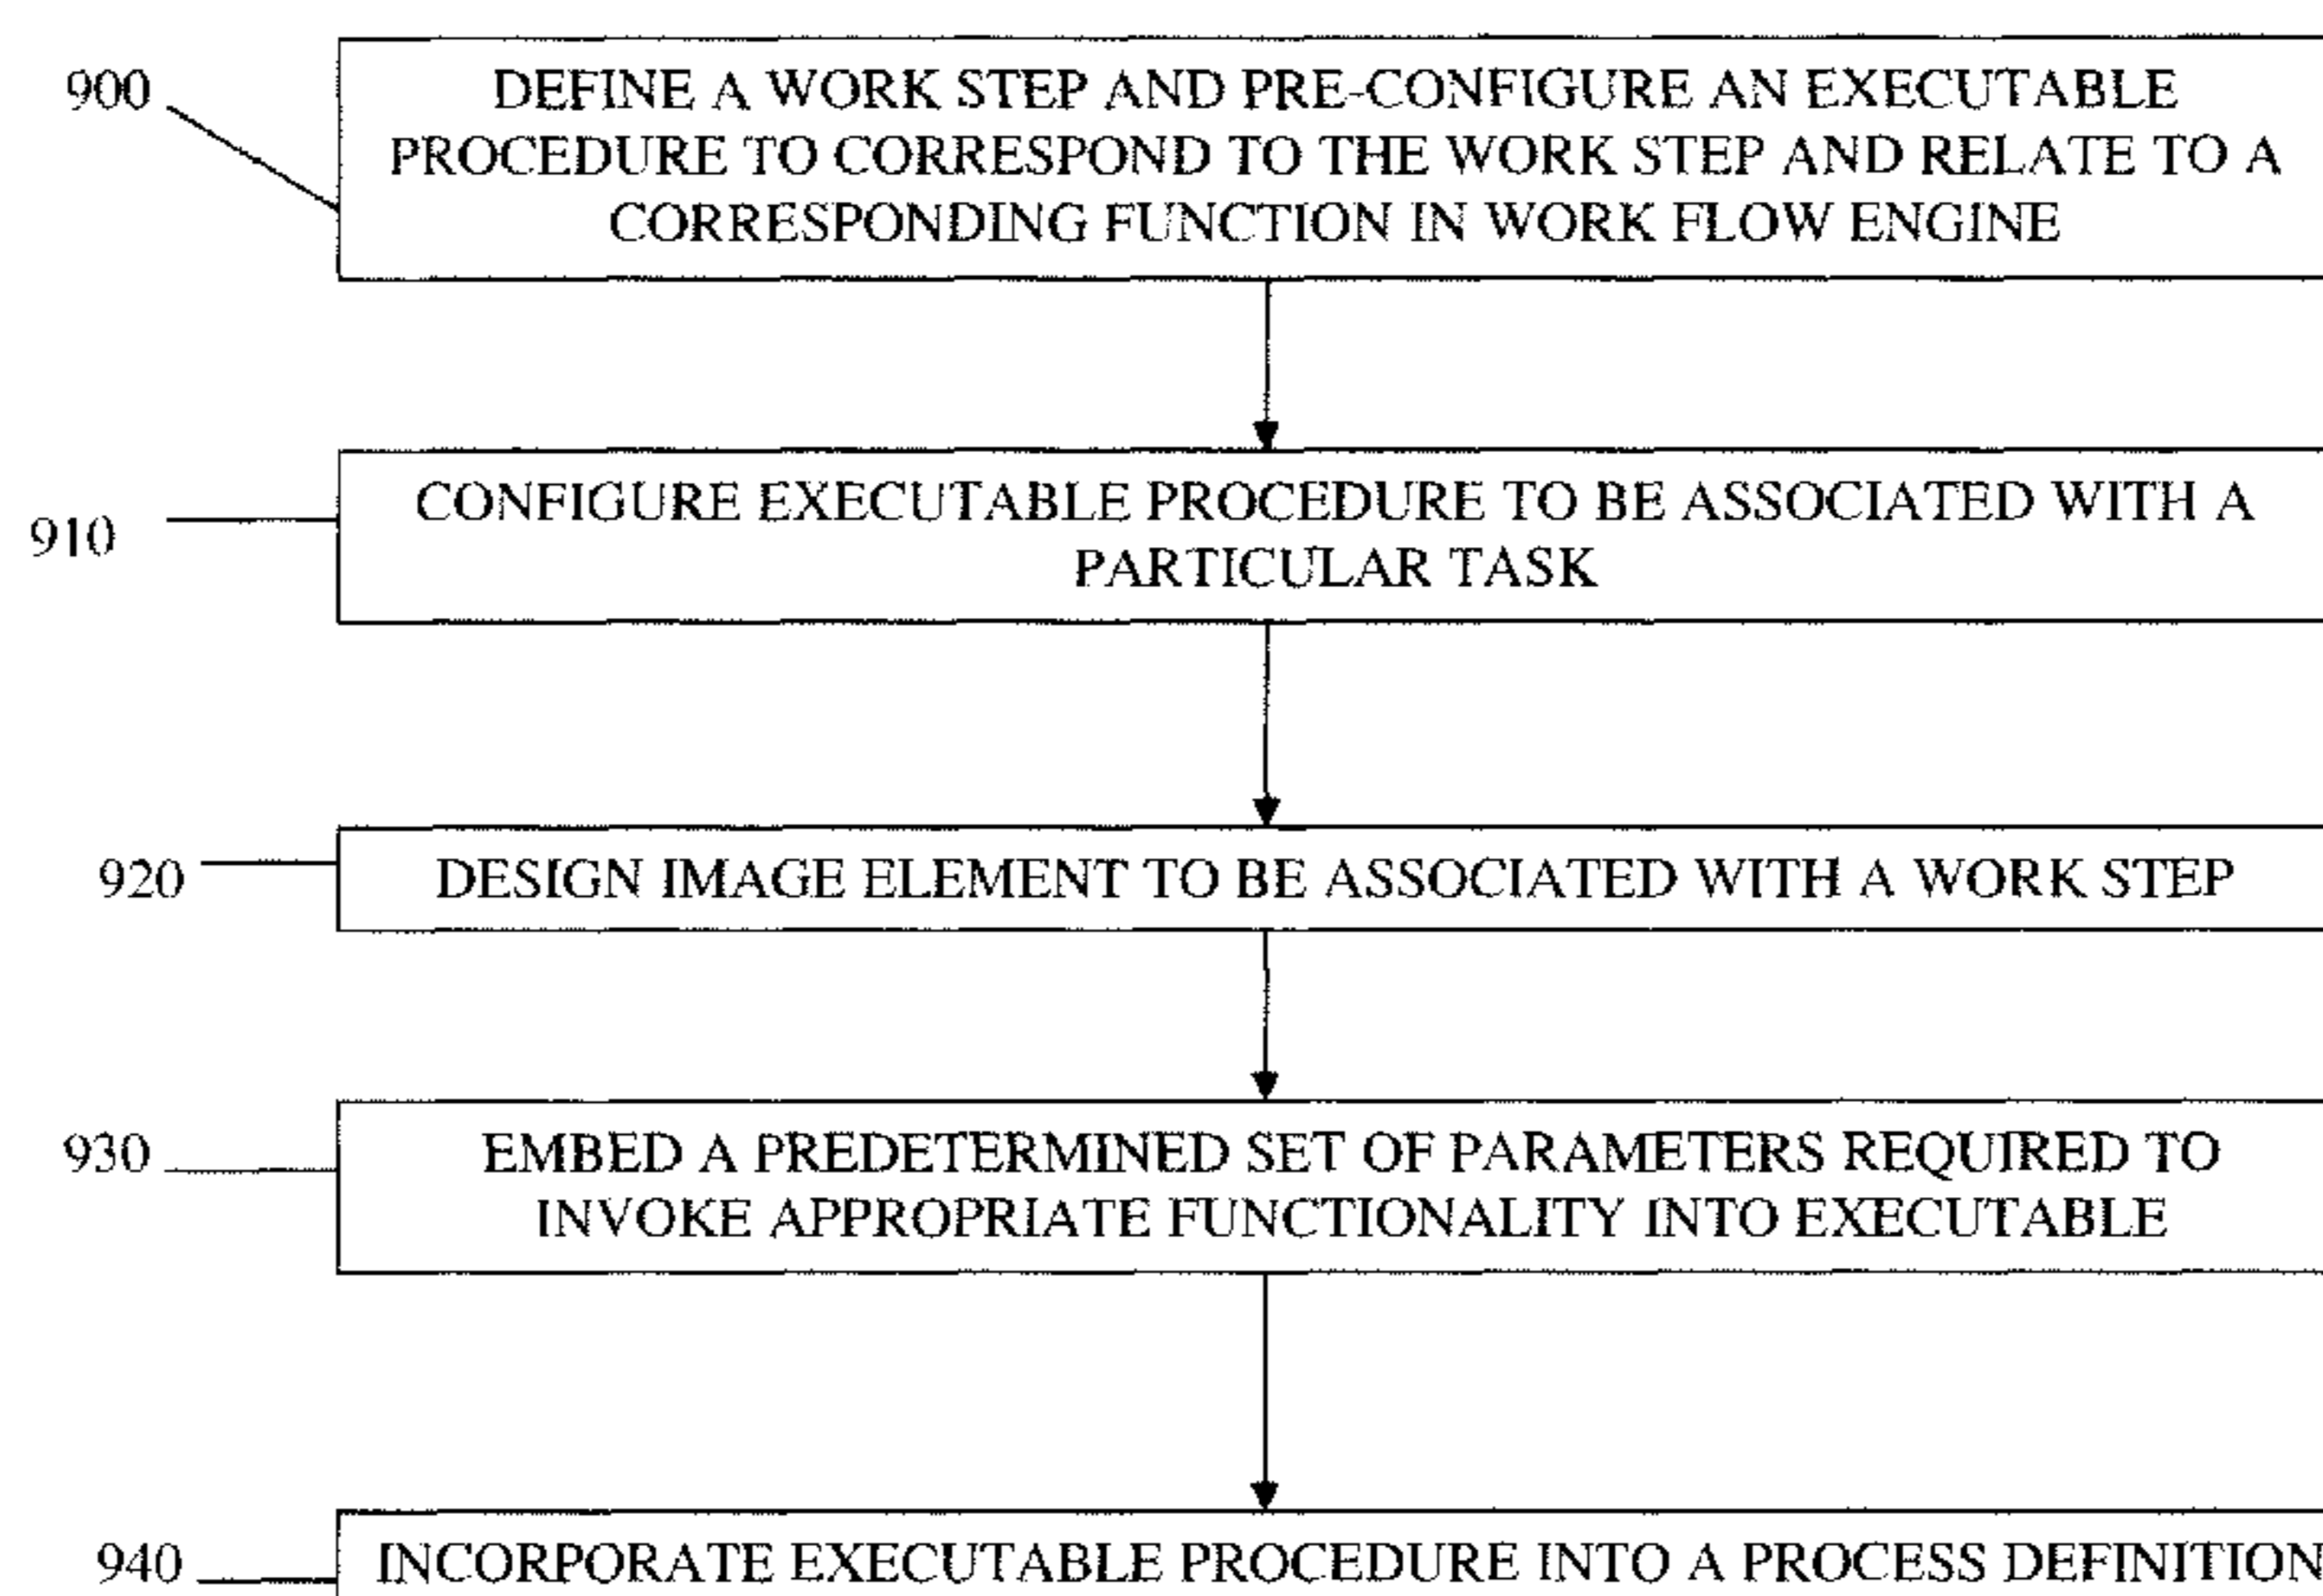 900
DEFINE A WORK STEP AND PRE-CONFIGURE AN EXECUTABLE
PROCEDURE TO CORRESPOND TO THE WORK STEP AND RELATE TO A
CORRESPONDING FUNCTION IN WORK FLOW ENGINE
910
CONFIGURE EXECUTABLE PROCEDURE TO BE ASSOCIATED WITH A
PARTICULAR TASK
920
DESIGN IMAGE ELEMENT TO BE ASSOCIATED WITH A WORK STEP
930
EMBED A PREDETERMINED SET OF PARAMETERS REQUIRED TO
INVOKE APPROPRIATE FUNCTIONALITY INTO EXECUTABLE
940
INCORPORATE EXECUTABLE PROCEDURE INTO A PROCESS DEFINITION